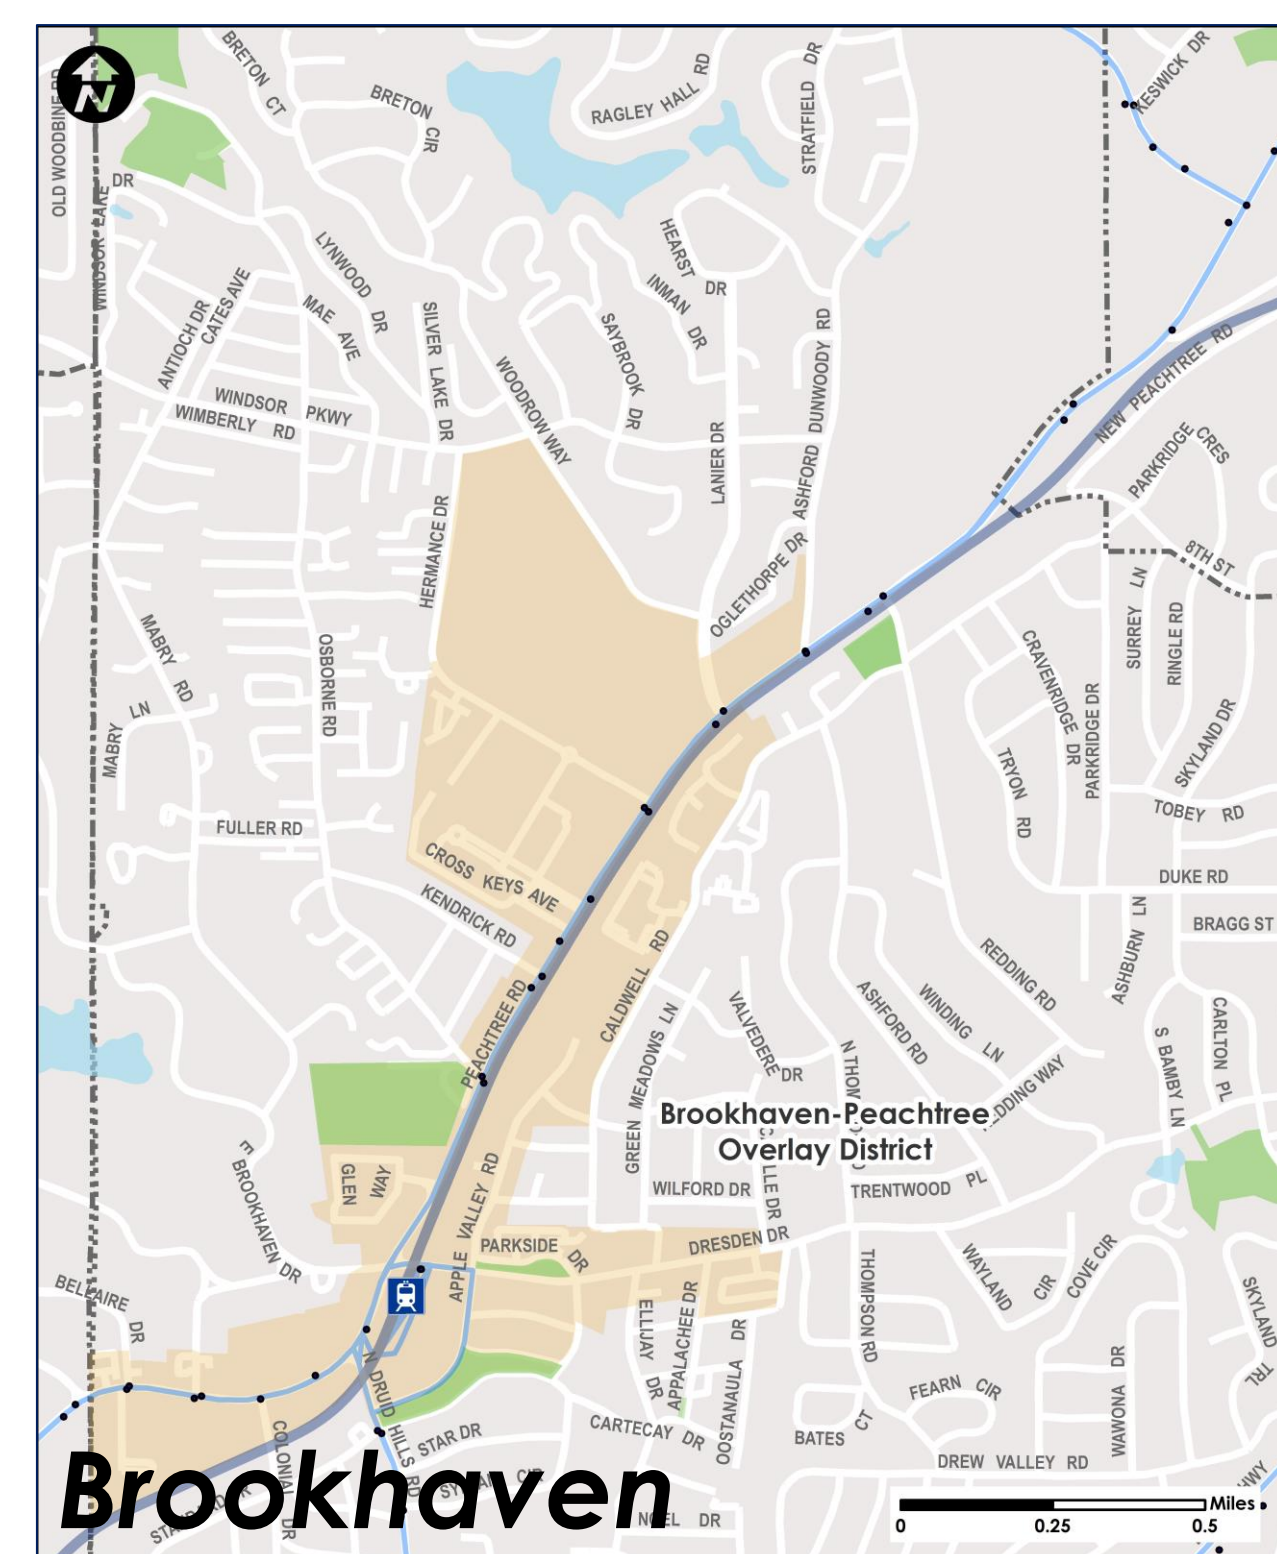 N
OLD WOODBINE RD
BRETON CT
BRETON CIR
RAGLEY HALL RD
STRATFIELD DR
KESWICK DR
WINDSOR LAKE DR
LYNWOOD DR
HEARST DR
INMAN DR
ANTIOCH DR
CATES AVE
MAE AVE
SILVER LAKE DR
SAYBROOK DR
WOODROW WAY
LANIER DR
ASHFORD DUNWOODY RD
NEW PEACHTREE RD
WINDSOR PKWY
WIMBERLY RD
PARKRIDGE CRES
HERMANCE DR
OGLETHORPE DR
8TH ST
MABRY RD
OSBORNE RD
SURREY LN
RINGLE RD
CRAVENRIDGE DR
PARKRIDGE DR
SKYLAND DR
MABRY LN
TRYON RD
TOBEY RD
FULLER RD
CROSS KEYS AVE
KENDRICK RD
DUKE RD
BRAGG ST
ASHBURN LN
CALDWELL RD
REDDING RD
PEACHTREE RD
GREEN MEADOWS LN
VALVEDERE DR
ASHFORD RD
WINDING LN
S BAMBY LN
CARLTON PL
REDDING WAY
Brookhaven-Peachtree
Overlay District
E BROOKHAVEN DR
GLEN WAY
APPLE VALLEY RD
WILFORD DR
TRENTWOOD PL
PARKSIDE DR
DRESDEN DR
THOMPSON RD
WAYLAND CIR
COVE CIR
SKYLAND TRL
BELLAIRE DR
ELLIJAY DR
APPALACHEE DR
OOSTANAULA DR
N DRUID HILLS RD
FEARN CIR
WAWONA DR
BATES CT
CARTECAY DR
STAR DR
COLONIAL DR
DREW VALLEY RD
HWY
Brookhaven
NOEL DR
Miles
0 0.25 0.5